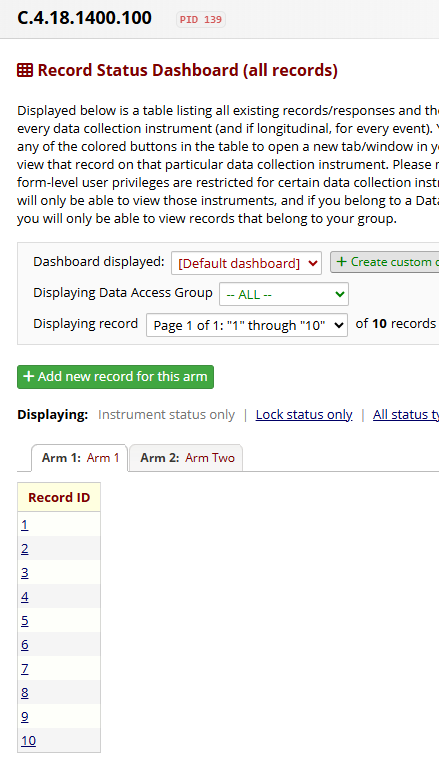 C.4.18.1400.100 PID 139
Record Status Dashboard (all records)
Displayed below is a table listing all existing records/responses and the
every data collection instrument (and if longitudinal, for every event).
any of the colored buttons in the table to open a new tab/window in
view that record on that particular data collection instrument. Please
form-level user privileges are restricted for certain data collection
will only be able to view those instruments, and if you belong to a
you will only be able to view records that belong to your group.
Dashboard displayed: [Default dashboard] + Create custom
Displaying Data Access Group -- ALL --
Displaying record Page 1 of 1: "1" through "10" of 10 records
+ Add new record for this arm
Displaying: Instrument status only | Lock status only | All status
Arm 1: Arm 1 Arm 2: Arm Two
Record ID
1
2
3
4
5
6
7
8
9
10